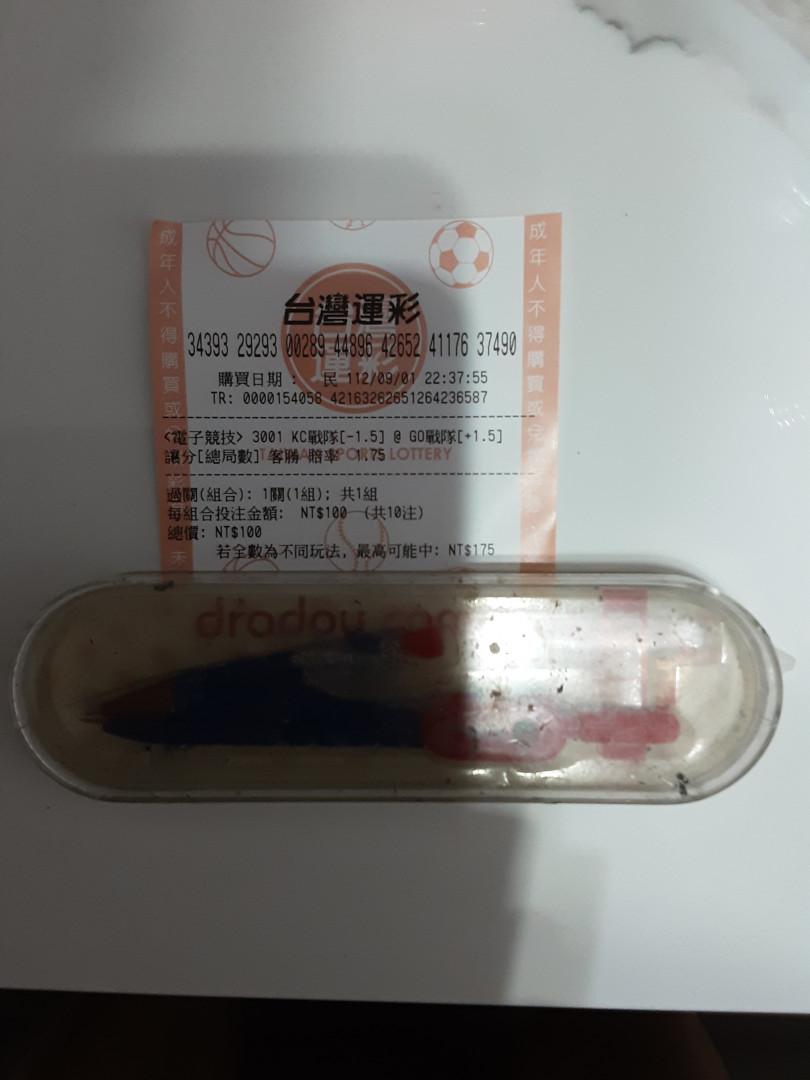 台灣運彩
34393 29293 00289 44896 42652 41176 37490
購買日期 : 民 112/09/01 22:37:55
TR: 0000154058 42163262651264236587
<電子競技> 3001 KC戰隊[-1.5] @ GO戰隊[+1.5]
讓分[總局數] 客勝 賠率 1.75
TAIWAN SPORTS LOTTERY
過關(組合): 1關(1組); 共1組
每組合投注金額: NT$100 (共10注)
總價: NT$100
若全數為不同玩法, 最高可能中: NT$175
成年人不得購買或
成年人不得購買或
未
dradou.com